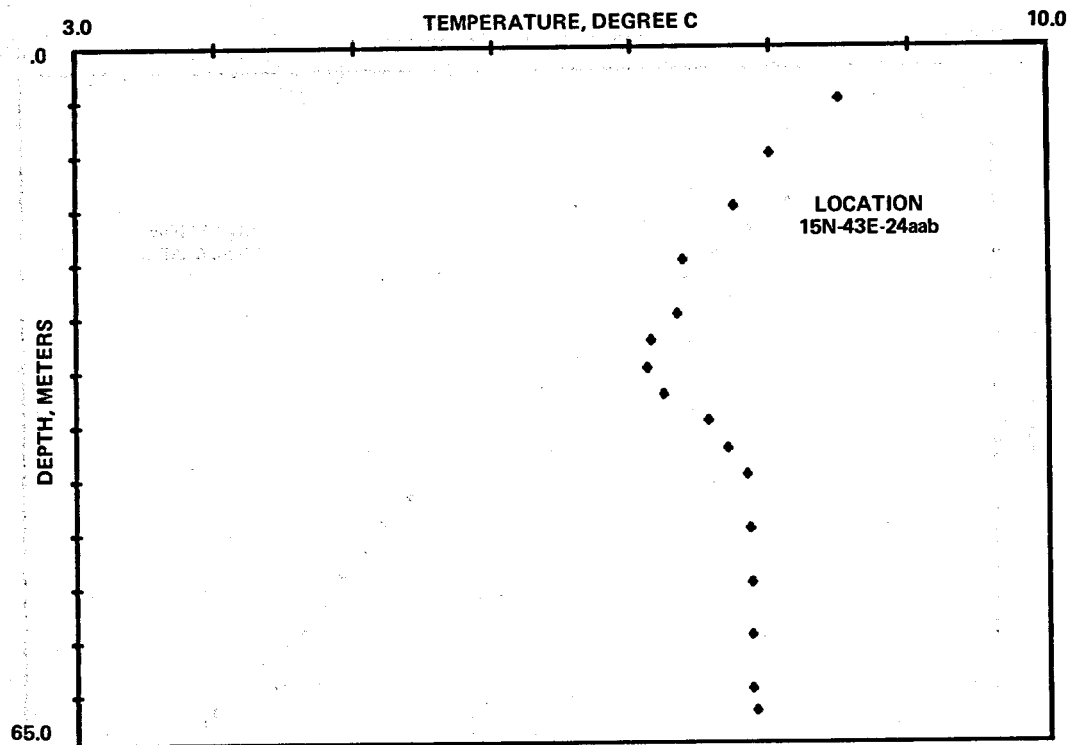 TEMPERATURE, DEGREE C
3.0
10.0
.0
LOCATION
15N-43E-24aab
DEPTH, METERS
65.0